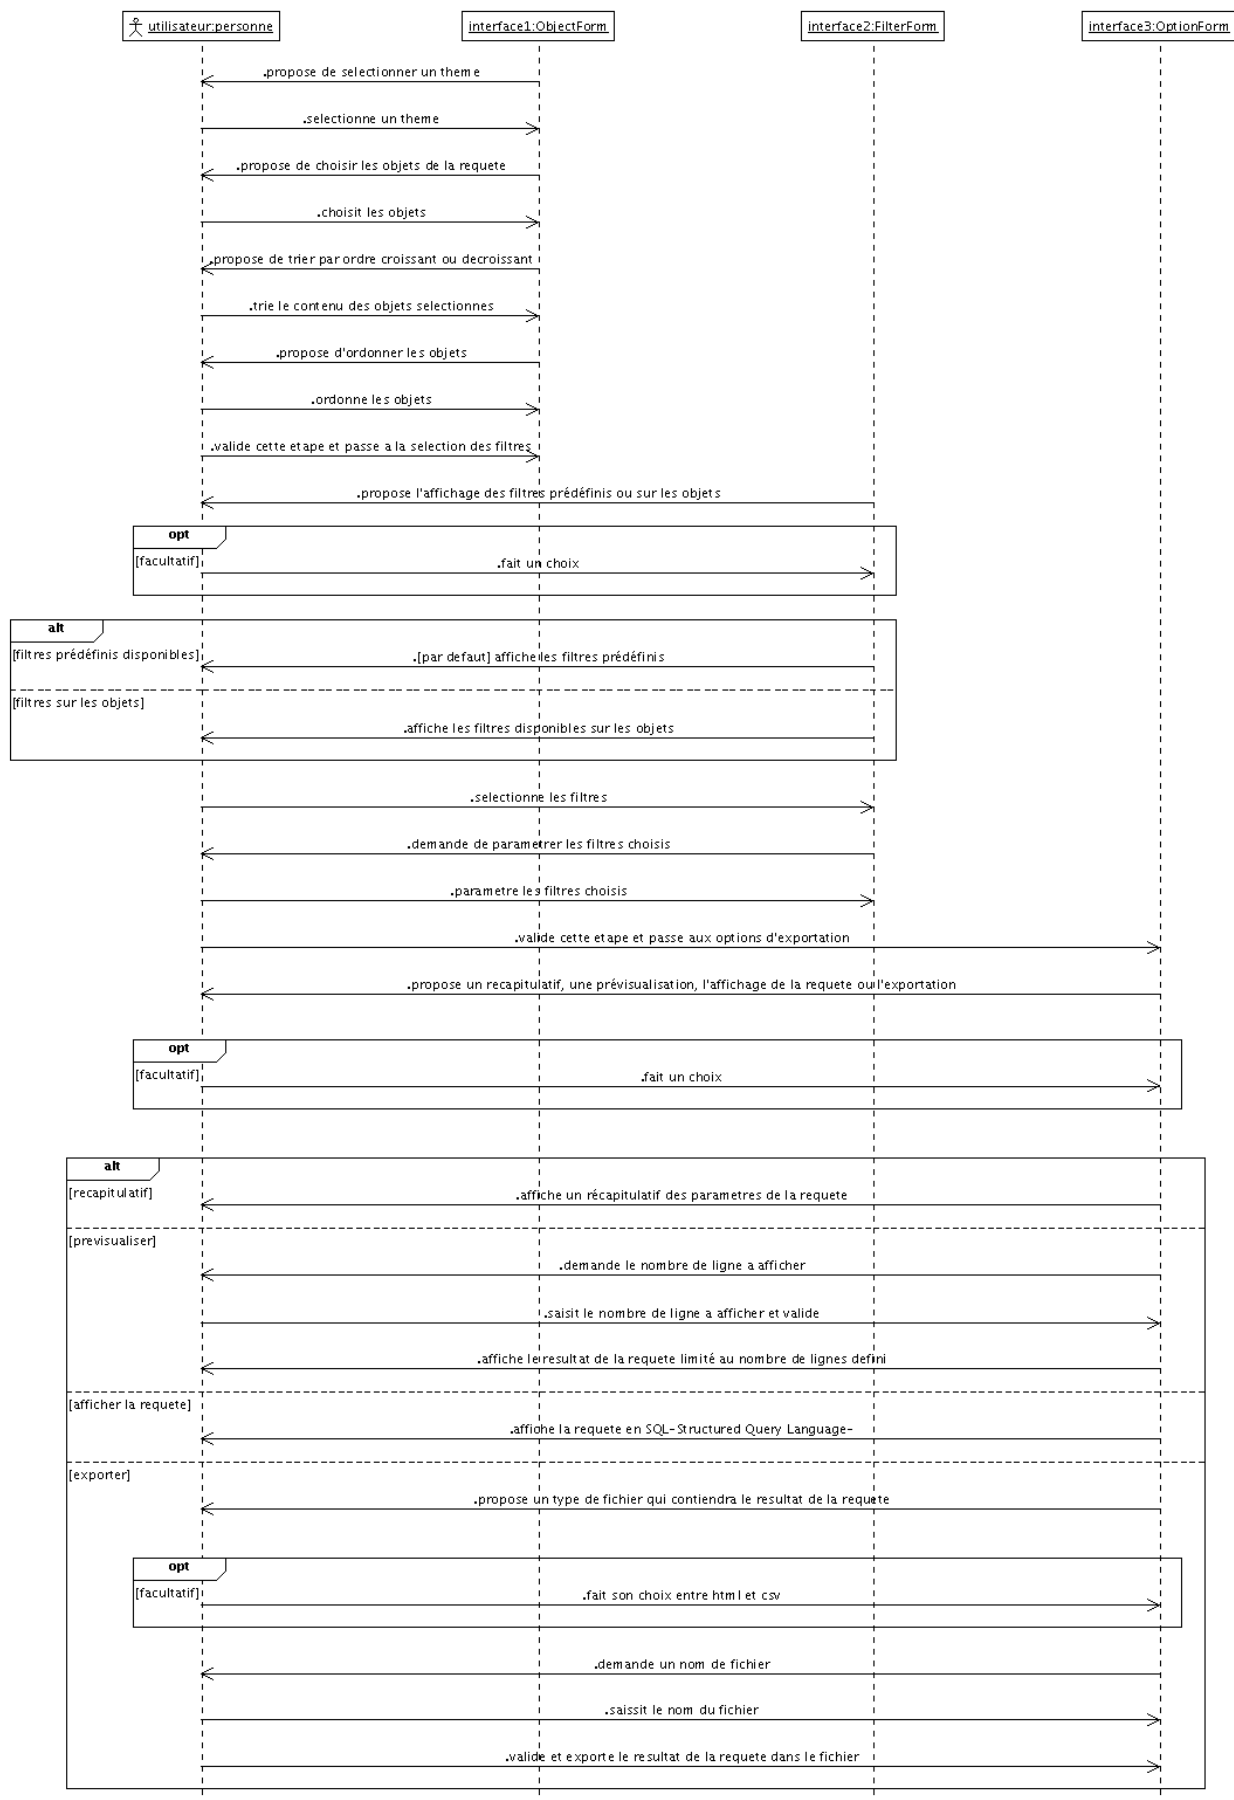 utilisateur:personne
interface1:ObjectForm
interface2:FilterForm
interface3:OptionForm
.propose de selectionner un theme
.selectionne un theme
.propose de choisir les objets de la requete
.choisit les objets
.propose de trier par ordre croissant ou decroissant
.trie le contenu des objets selectionnes
.propose d'ordonner les objets
.ordonne les objets
.valide cette etape et passe a la selection des filtres
.propose l'affichage des filtres prédéfinis ou sur les objets
opt
[facultatif]
.fait un choix
alt
[filtres prédéfinis disponibles]
.[par defaut] affiche les filtres prédéfinis
[filtres sur les objets]
.affiche les filtres disponibles sur les objets
.selectionne les filtres
.demande de parametrer les filtres choisis
.parametre les filtres choisis
.valide cette etape et passe aux options d'exportation
.propose un recapitulatif, une prévisualisation, l'affichage de la requete ou l'exportation
opt
[facultatif]
.fait un choix
alt
[recapitulatif]
.affiche un récapitulatif des parametres de la requete
[previsualiser]
.demande le nombre de ligne a afficher
.saisit le nombre de ligne a afficher et valide
.affiche le resultat de la requete limité au nombre de lignes defini
[afficher la requete]
.affiche la requete en SQL-Structured Query Language-
[exporter]
.propose un type de fichier qui contiendra le resultat de la requete
opt
[facultatif]
.fait son choix entre html et csv
.demande un nom de fichier
.saissit le nom du fichier
.valide et exporte le resultat de la requete dans le fichier